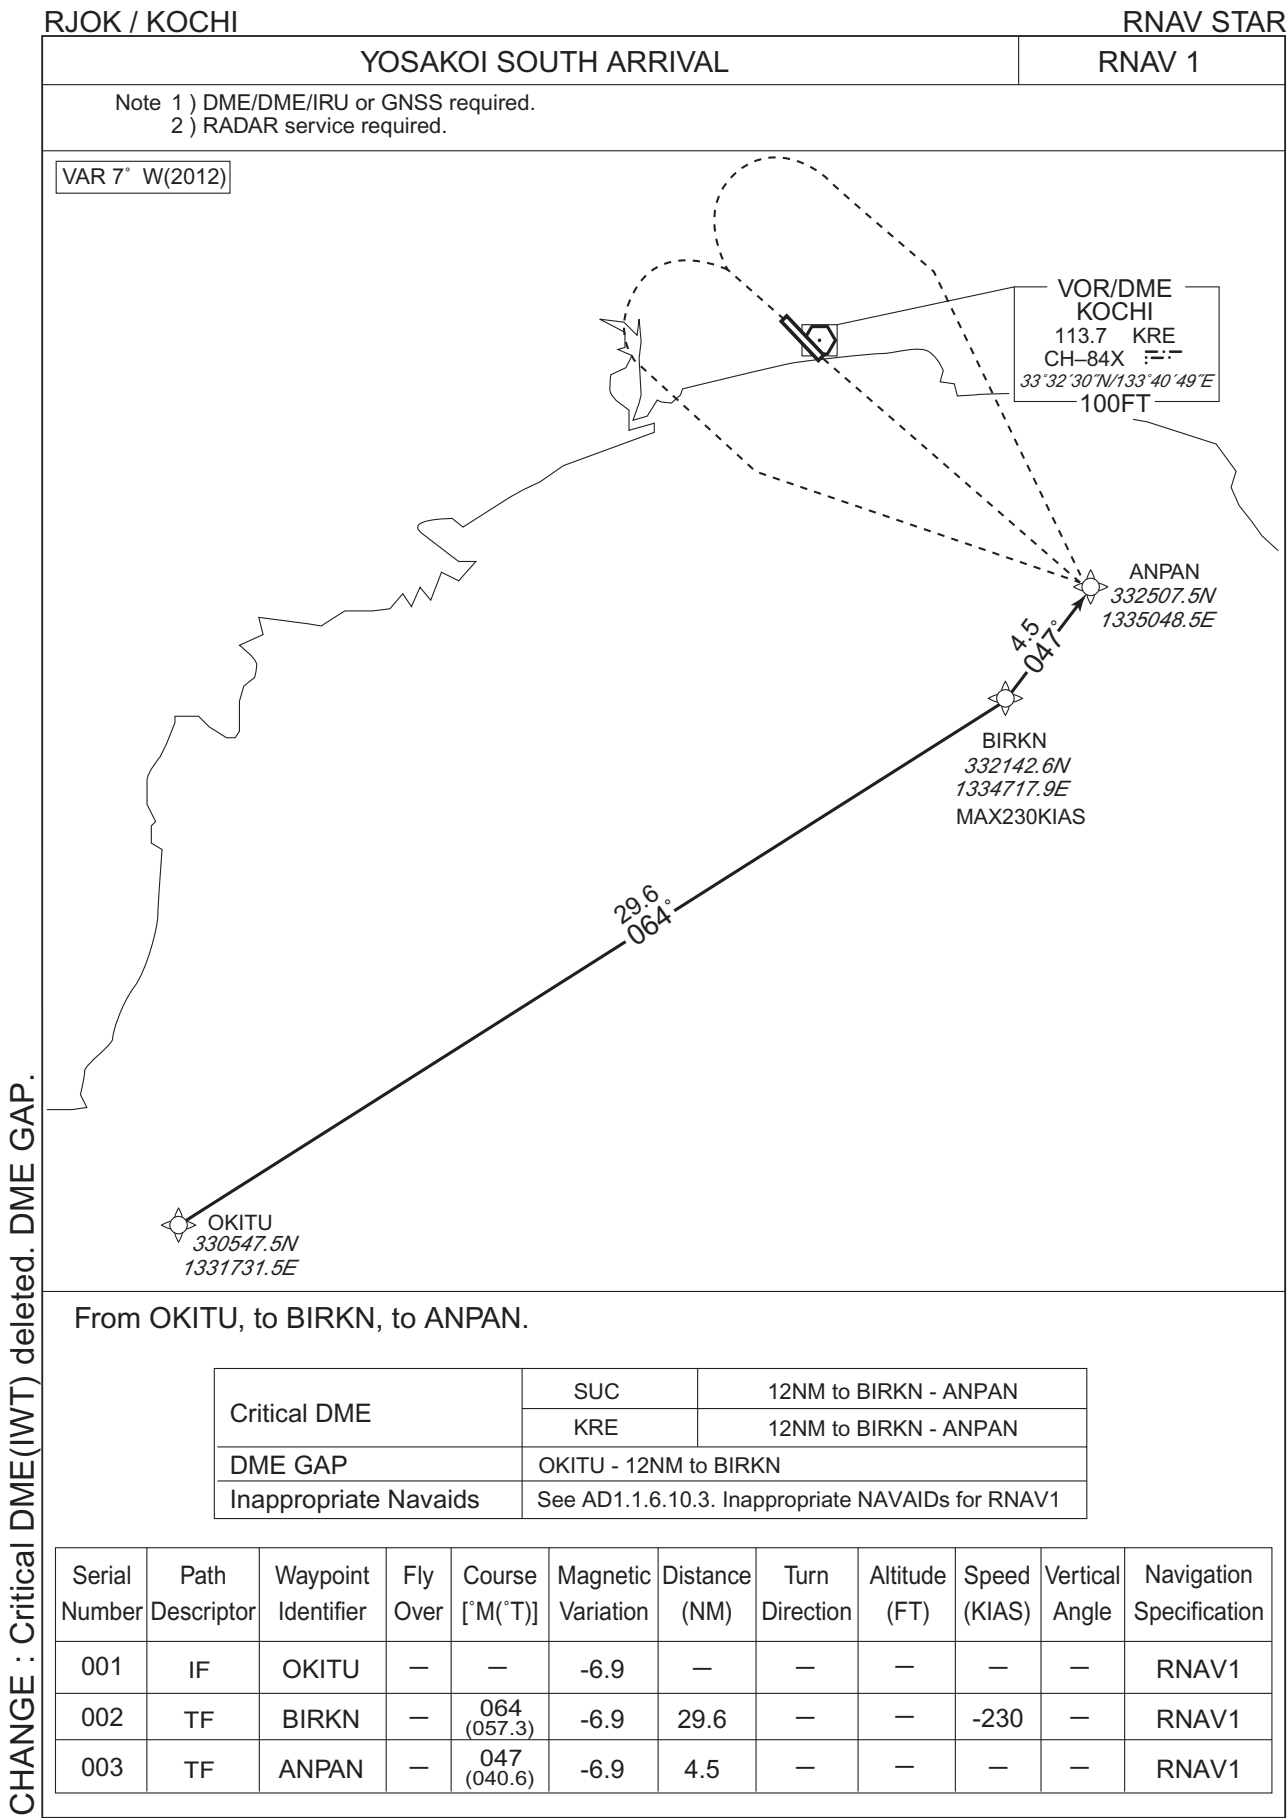 RJOK / KOCHI
RNAV STAR
YOSAKOI SOUTH ARRIVAL
RNAV 1
Note 1 ) DME/DME/IRU or GNSS required.
2 ) RADAR service required.
VAR 7˚ W(2012)
VOR/DME
KOCHI
113.7 KRE
CH–84X
33˚32´30˝N/133˚40´49˝E
100FT
ANPAN
332507.5N
1335048.5E
4.5
047˚
BIRKN
332142.6N
1334717.9E
MAX230KIAS
29.6
064˚
OKITU
330547.5N
1331731.5E
From OKITU, to BIRKN, to ANPAN.
Critical DME
SUC 12NM to BIRKN - ANPAN
KRE 12NM to BIRKN - ANPAN
DME GAP OKITU - 12NM to BIRKN
Inappropriate Navaids See AD1.1.6.10.3. Inappropriate NAVAIDs for RNAV1
Serial Path Waypoint Fly Course Magnetic Distance Turn Altitude Speed Vertical Navigation
Number Descriptor Identifier Over [˚M(˚T)] Variation (NM) Direction (FT) (KIAS) Angle Specification
001 IF OKITU — — -6.9 — — — — — RNAV1
002 TF BIRKN — 064 (057.3) -6.9 29.6 — — -230 — RNAV1
003 TF ANPAN — 047 (040.6) -6.9 4.5 — — — — RNAV1
CHANGE : Critical DME(IWT) deleted. DME GAP.